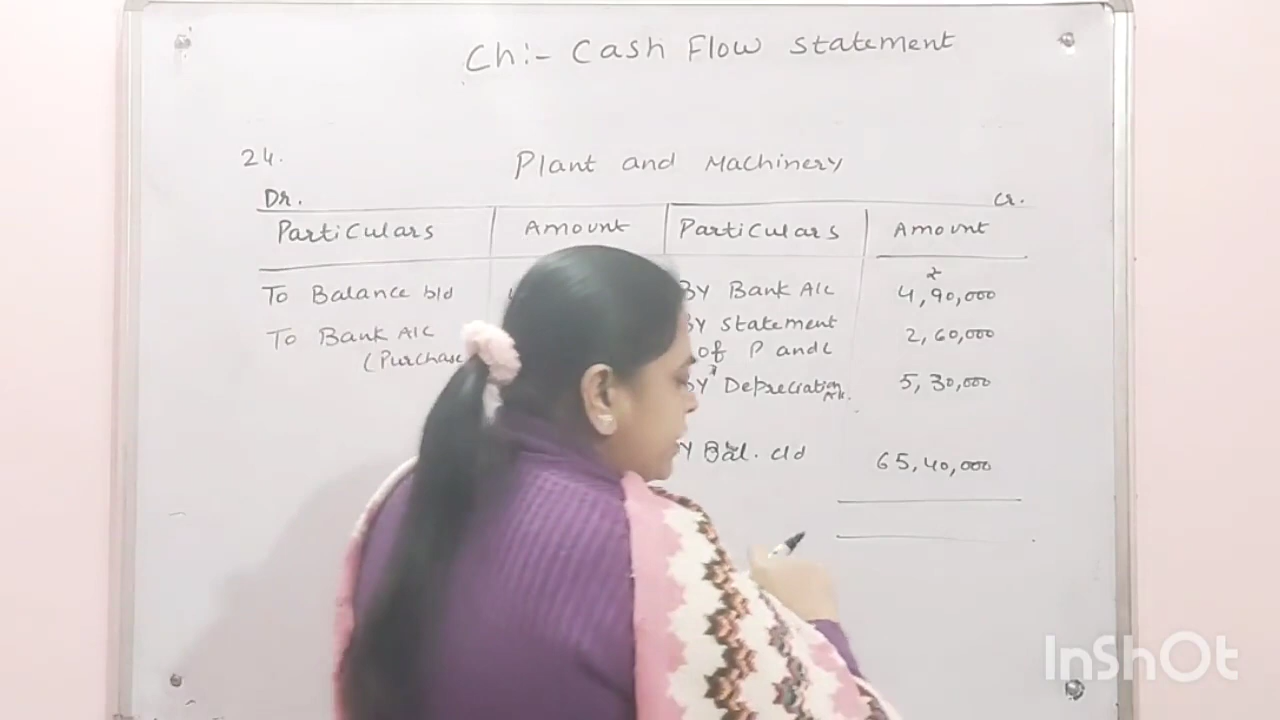 Ch:- Cash Flow Statement
24. Plant and Machinery
Dr. Cr.
Particulars Amount Particulars Amount
₹
To Balance b/d By Bank A/c 4,90,000
To Bank A/c By Statement 2,60,000
(Purchase of P and L
By Depreciation A/c. 5,30,000
By Bal. c/d 65,40,000
InShOt